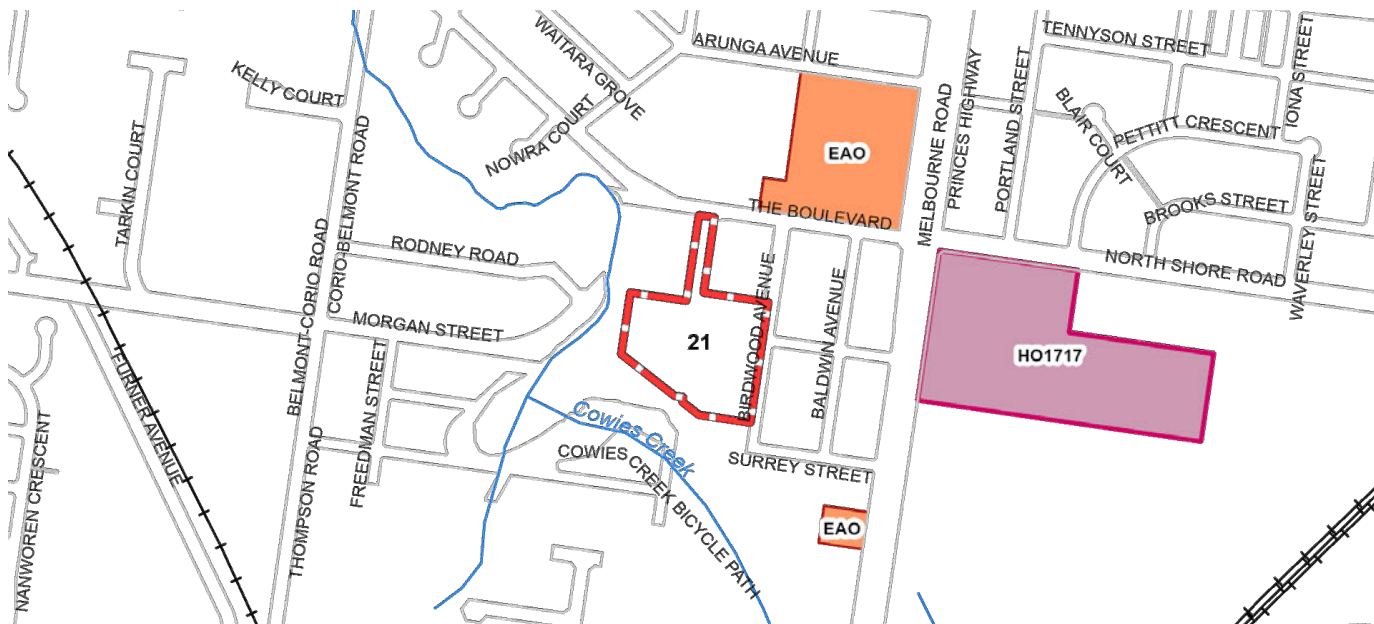 WAITARA GROVE
ARUNGA AVENUE
TENNYSON STREET
IONA STREET
KELLY COURT
NOWRA COURT
MELBOURNE ROAD
PRINCES HIGHWAY
PORTLAND STREET
BLAIR COURT
PETTITT CRESCENT
TARKIN COURT
CORIO-BELMONT ROAD
EAO
BROOKS STREET
THE BOULEVARD
WAVERLEY STREET
RODNEY ROAD
NORTH SHORE ROAD
BELMONT-CORIO ROAD
MORGAN STREET
21
BIRDWOOD AVENUE
BALDWIN AVENUE
HO1717
FURNER AVENUE
FREEDMAN STREET
Cowies Creek
COWIES CREEK BICYCLE PATH
SURREY STREET
NANWOREN CRESCENT
THOMPSON ROAD
EAO